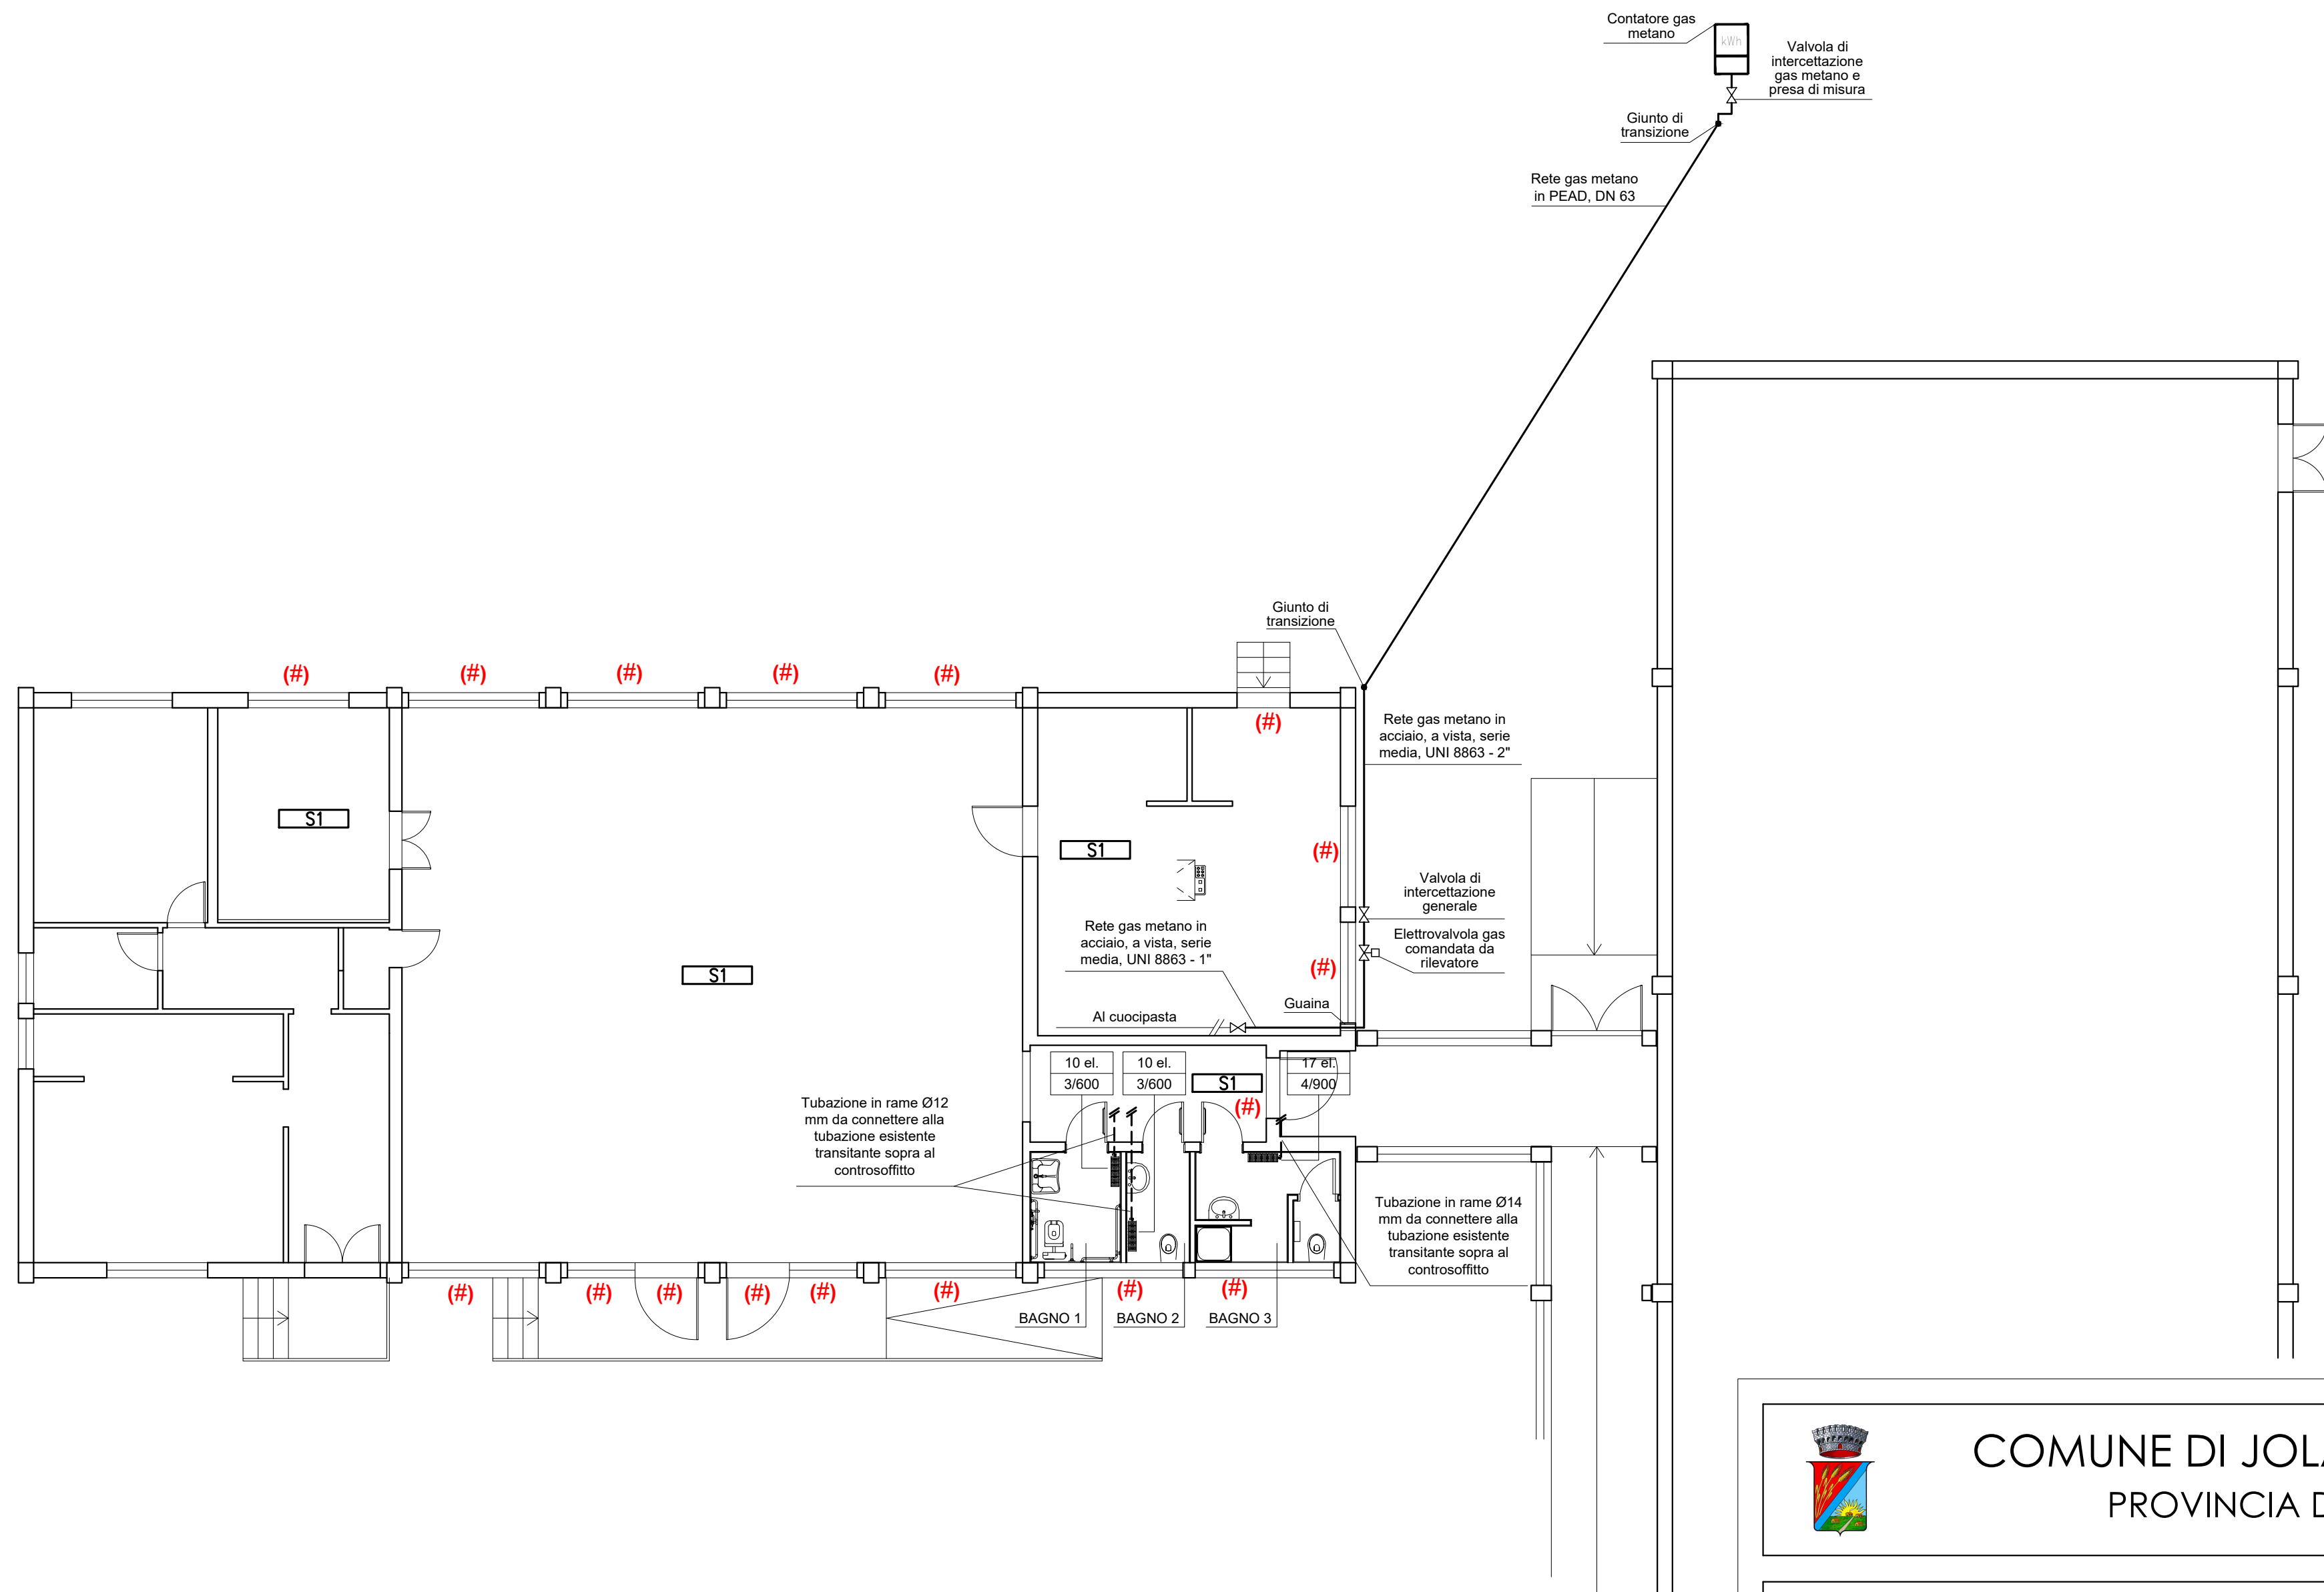 Contatore gas
metano
kWh
Valvola di
intercettazione
gas metano e
presa di misura
Giunto di
transizione
Rete gas metano
in PEAD, DN 63
Giunto di
transizione
(#)
(#)
(#)
(#)
(#)
(#)
Rete gas metano in
acciaio, a vista, serie
media, UNI 8863 - 2"
S1
S1
(#)
Valvola di
intercettazione
generale
Rete gas metano in
acciaio, a vista, serie
media, UNI 8863 - 1"
Elettrovalvola gas
comandata da
rilevatore
S1
(#)
Guaina
Al cuocipasta
10 el.
3/600
10 el.
3/600
S1
17 el.
4/900
(#)
Tubazione in rame Ø12
mm da connettere alla
tubazione esistente
transitante sopra al
controsoffitto
Tubazione in rame Ø14
mm da connettere alla
tubazione esistente
transitante sopra al
controsoffitto
(#)
(#)
(#)
(#)
(#)
(#)
(#)
(#)
BAGNO 1
BAGNO 2
BAGNO 3
COMUNE DI JOL
PROVINCIA